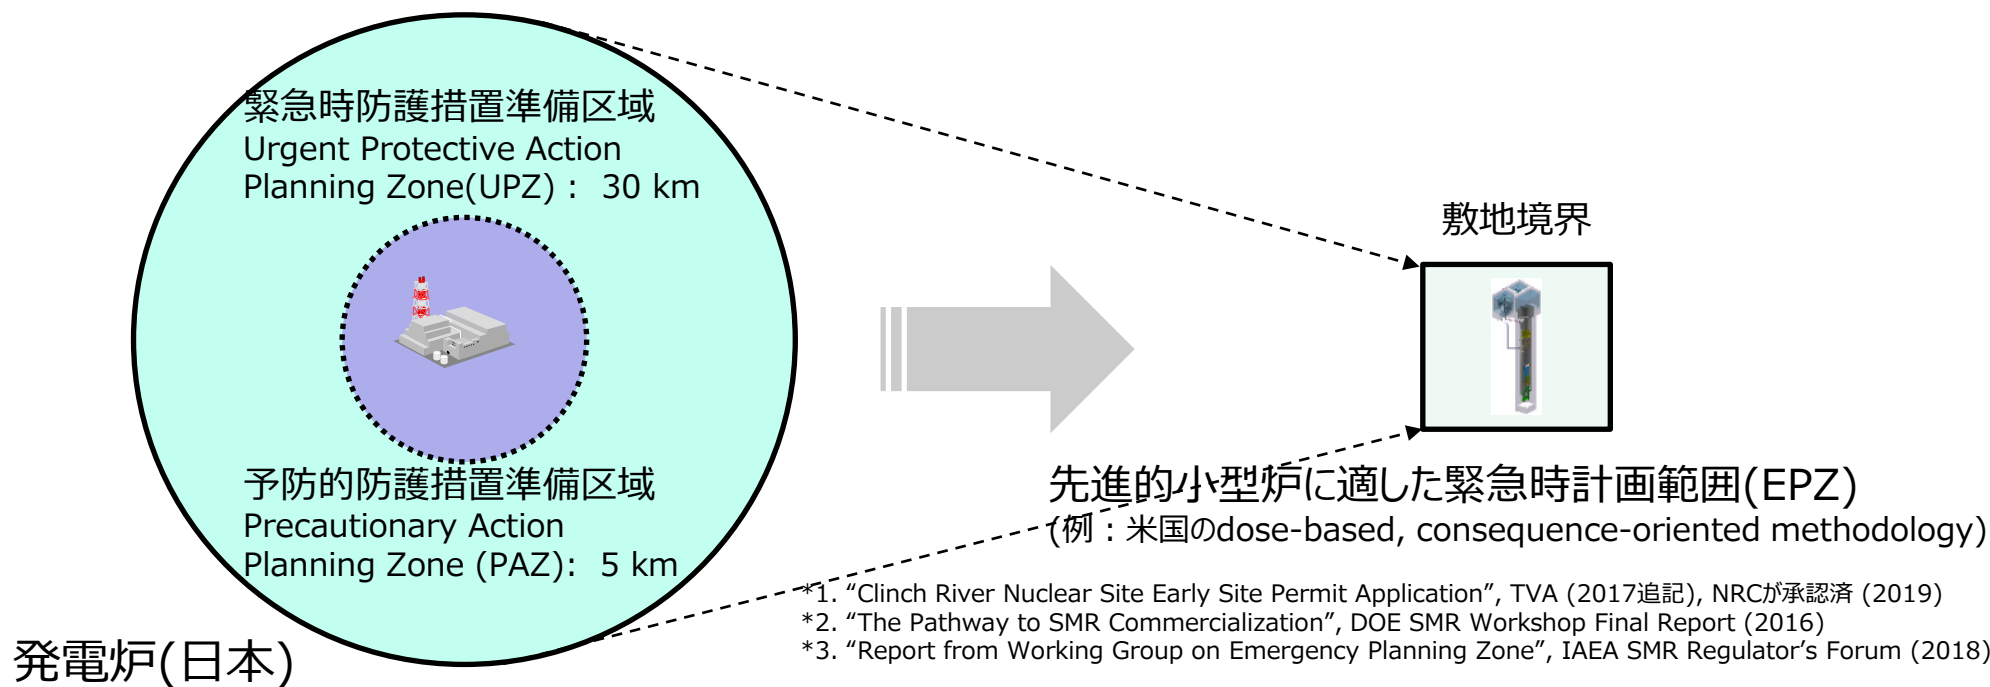 緊急時防護措置準備区域
Urgent Protective Action
Planning Zone(UPZ) : 30 km
予防的防護措置準備区域
Precautionary Action
Planning Zone (PAZ): 5 km
発電炉(日本)
敷地境界
先進的小型炉に適した緊急時計画範囲(EPZ)
(例：米国のdose-based, consequence-oriented methodology)
*1. “Clinch River Nuclear Site Early Site Permit Application”, TVA (2017追記), NRCが承認済 (2019)
*2. “The Pathway to SMR Commercialization”, DOE SMR Workshop Final Report (2016)
*3. “Report from Working Group on Emergency Planning Zone”, IAEA SMR Regulator’s Forum (2018)